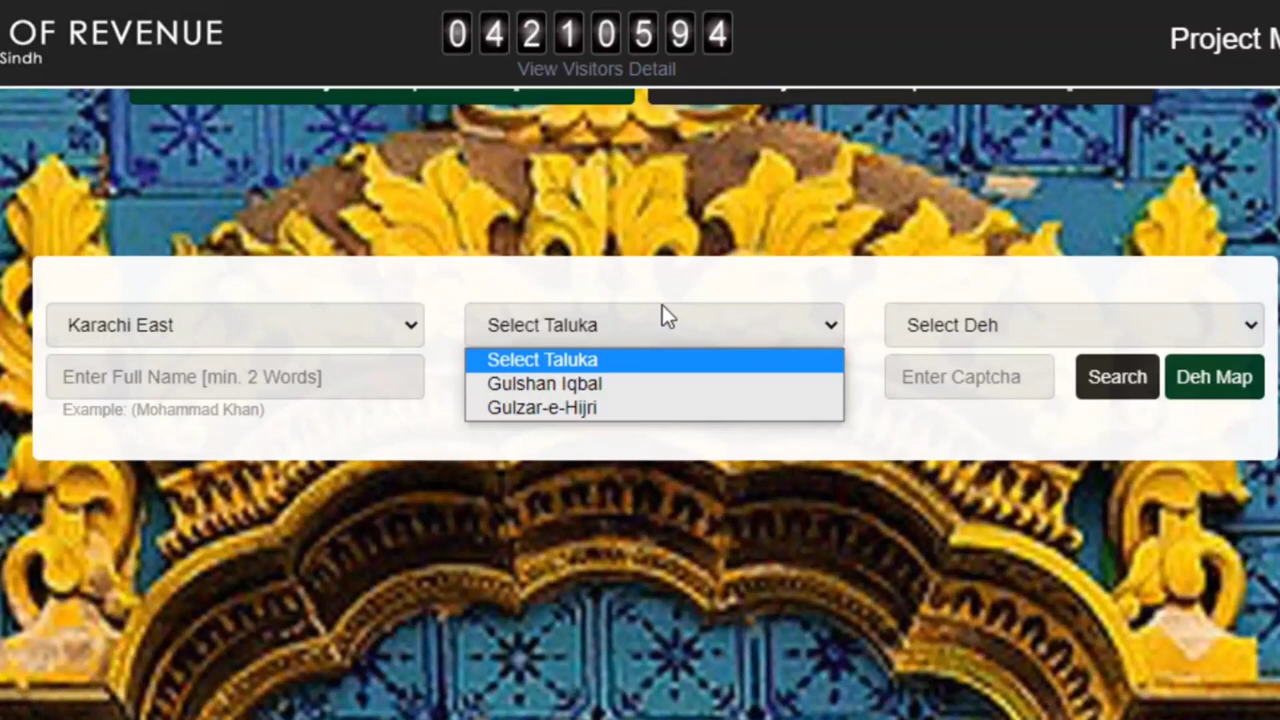 OF REVENUE
Sindh
04210594
View Visitors Detail
Project
Karachi East
Select Taluka
Select Deh
Select Taluka
Gulshan Iqbal
Gulzar-e-Hijri
Enter Full Name [min. 2 Words]
Example: (Mohammad Khan)
Enter Captcha
Search
Deh Map